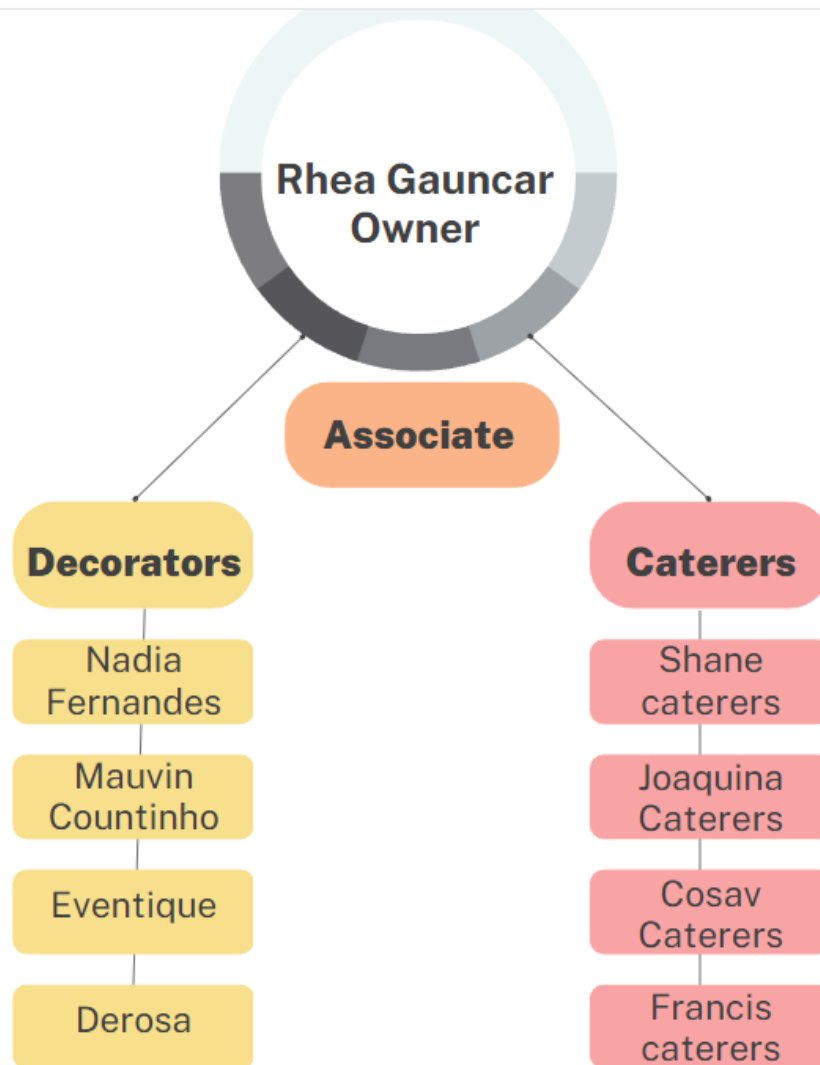 Rhea Gauncar
Owner
Associate
Decorators
Nadia
Fernandes
Mauvin
Countinho
Eventique
Derosa
Caterers
Shane
caterers
Joaquina
Caterers
Cosav
Caterers
Francis
caterers